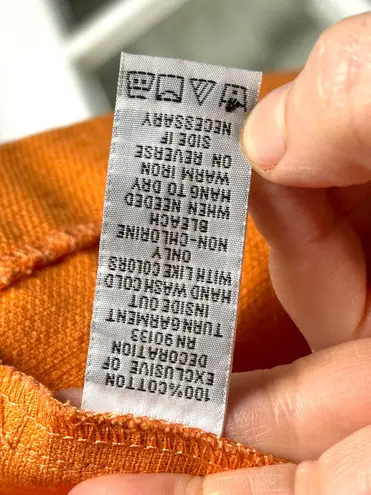 100%COTTON
EXCLUSIVE OF
DECORATION
RN 90133
TURN GARMENT
INSIDE OUT
HAND WASH COLD
WITH LIKE COLORS
ONLY
NON-CHLORINE
BLEACH
WHEN NEEDED
HANG TO DRY
WARM IRON
ON REVERSE
SIDE IF
NECESSARY